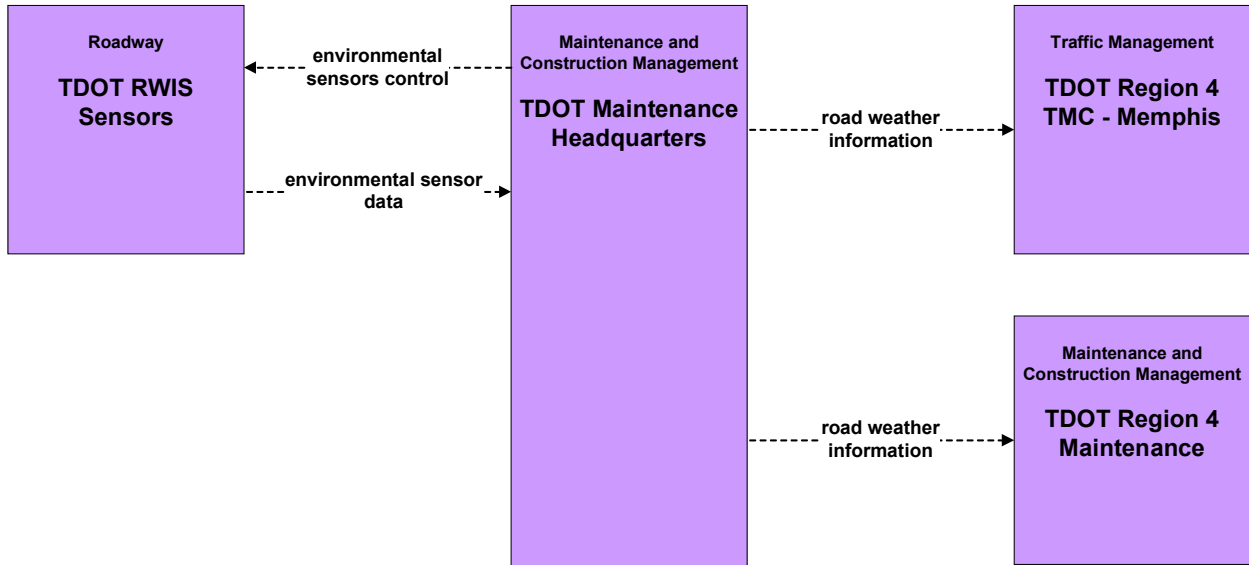 Roadway
TDOT RWIS
Sensors
environmental
sensors control
environmental sensor
data
Maintenance and
Construction Management
TDOT Maintenance
Headquarters
road weather
information
road weather
information
Traffic Management
TDOT Region 4
TMC - Memphis
Maintenance and
Construction Management
TDOT Region 4
Maintenance